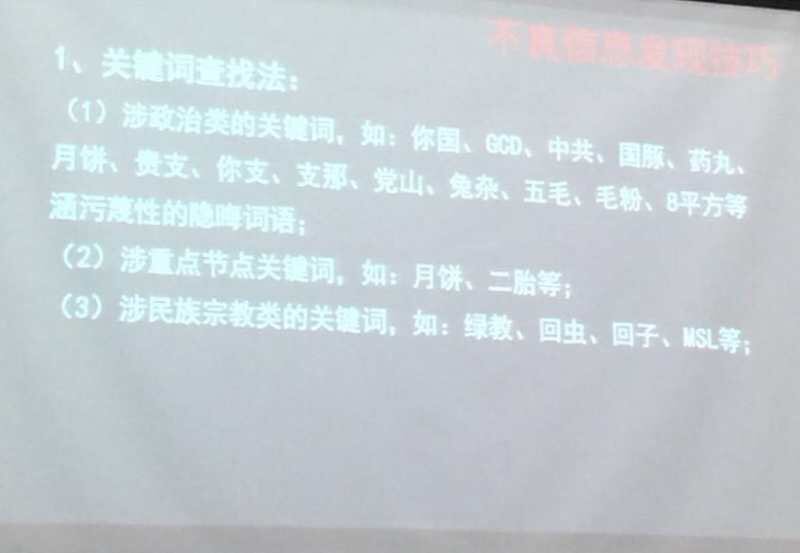 不真信息发现技巧
1、关键词查找法：
（1）涉政治类的关键词，如：你国、GCD、中共、国豚、药丸、
月饼、贵支、你支、支那、党山、兔杂、五毛、毛粉、8平方等
涵污蔑性的隐晦词语；
（2）涉重点节点关键词，如：月饼、二胎等；
（3）涉民族宗教类的关键词，如：绿教、回虫、回子、MSL等；